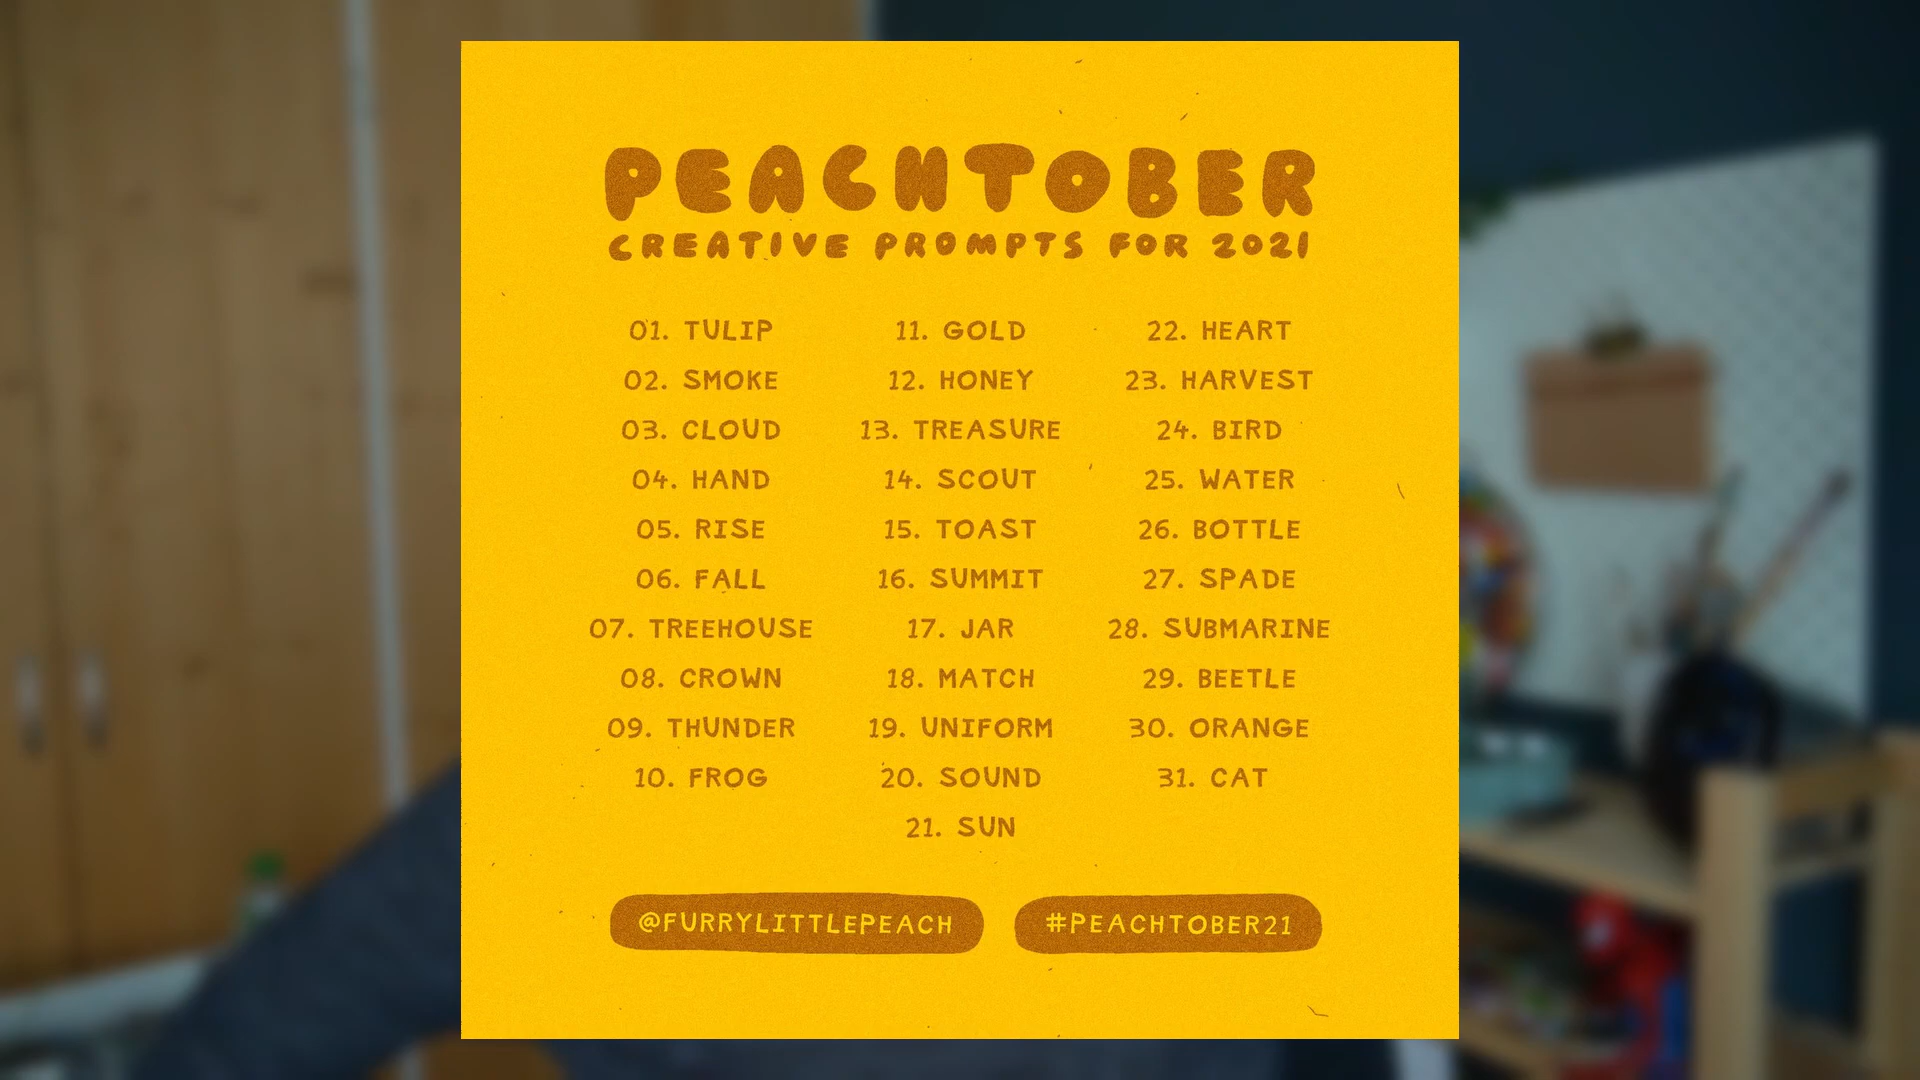 PEACHTOBER
CREATIVE PROMPTS FOR 2021
01. TULIP
02. SMOKE
03. CLOUD
04. HAND
05. RISE
06. FALL
07. TREEHOUSE
08. CROWN
09. THUNDER
10. FROG
11. GOLD
12. HONEY
13. TREASURE
14. SCOUT
15. TOAST
16. SUMMIT
17. JAR
18. MATCH
19. UNIFORM
20. SOUND
21. SUN
22. HEART
23. HARVEST
24. BIRD
25. WATER
26. BOTTLE
27. SPADE
28. SUBMARINE
29. BEETLE
30. ORANGE
31. CAT
@FURRYLITTLEPEACH
#PEACHTOBER21